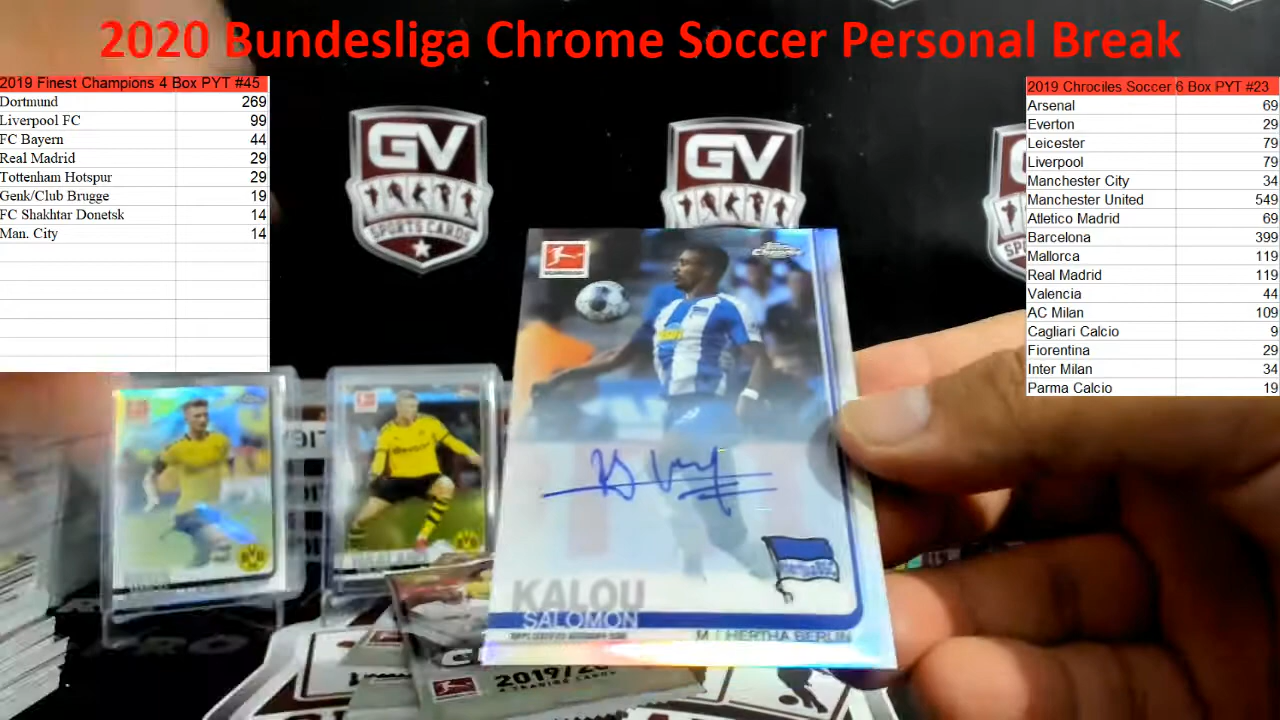 2020 Bundesliga Chrome Soccer Personal Break
2019 Finest Champions 4 Box PYT #45
Dortmund 269
Liverpool FC 99
FC Bayern 44
Real Madrid 29
Tottenham Hotspur 29
Genk/Club Brugge 19
FC Shakhtar Donetsk 14
Man. City 14
2019 Chrociles Soccer 6 Box PYT #23
Arsenal 69
Everton 29
Leicester 79
Liverpool 79
Manchester City 34
Manchester United 549
Atletico Madrid 69
Barcelona 399
Mallorca 119
Real Madrid 119
Valencia 44
AC Milan 109
Cagliari Calcio 9
Fiorentina 29
Inter Milan 34
Parma Calcio 19
GV
SPORTS CARDS
GV
KALOU
SALOMON
M | HERTHA BERLIN
BVB
2019/20